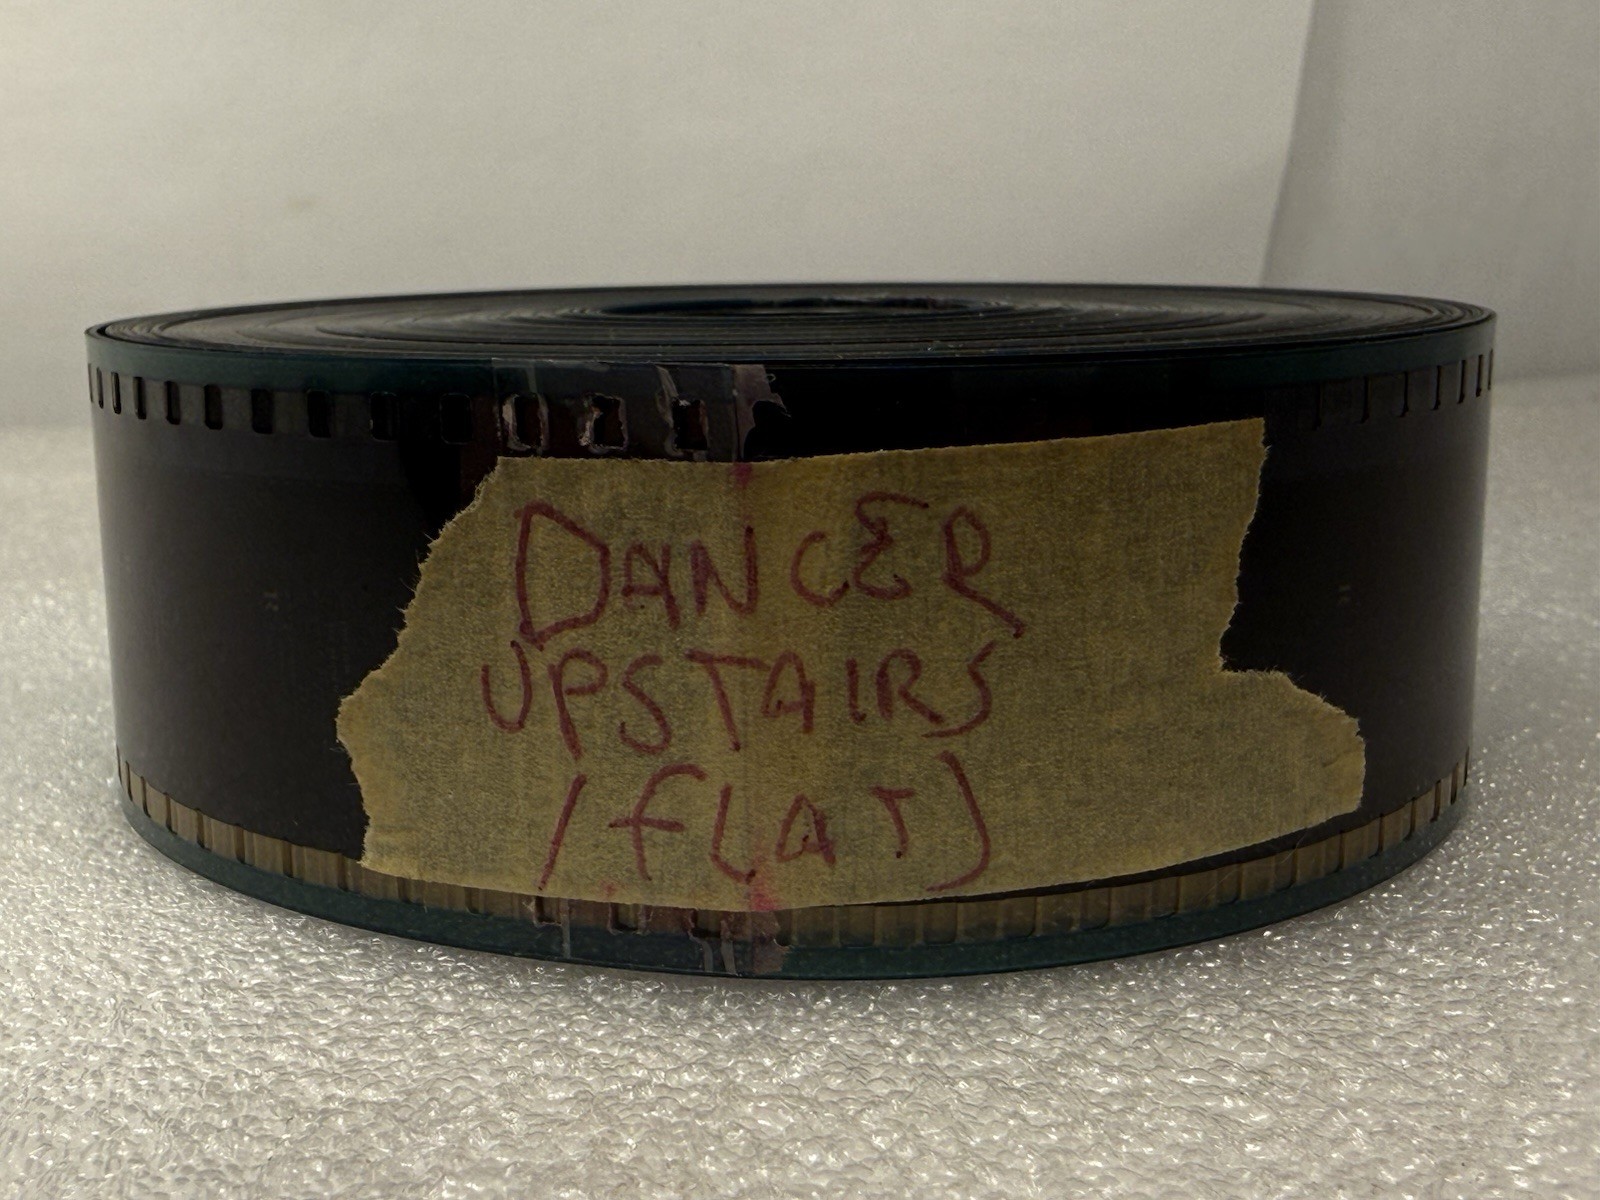 DANCER
UPSTAIRS
(FLAT)